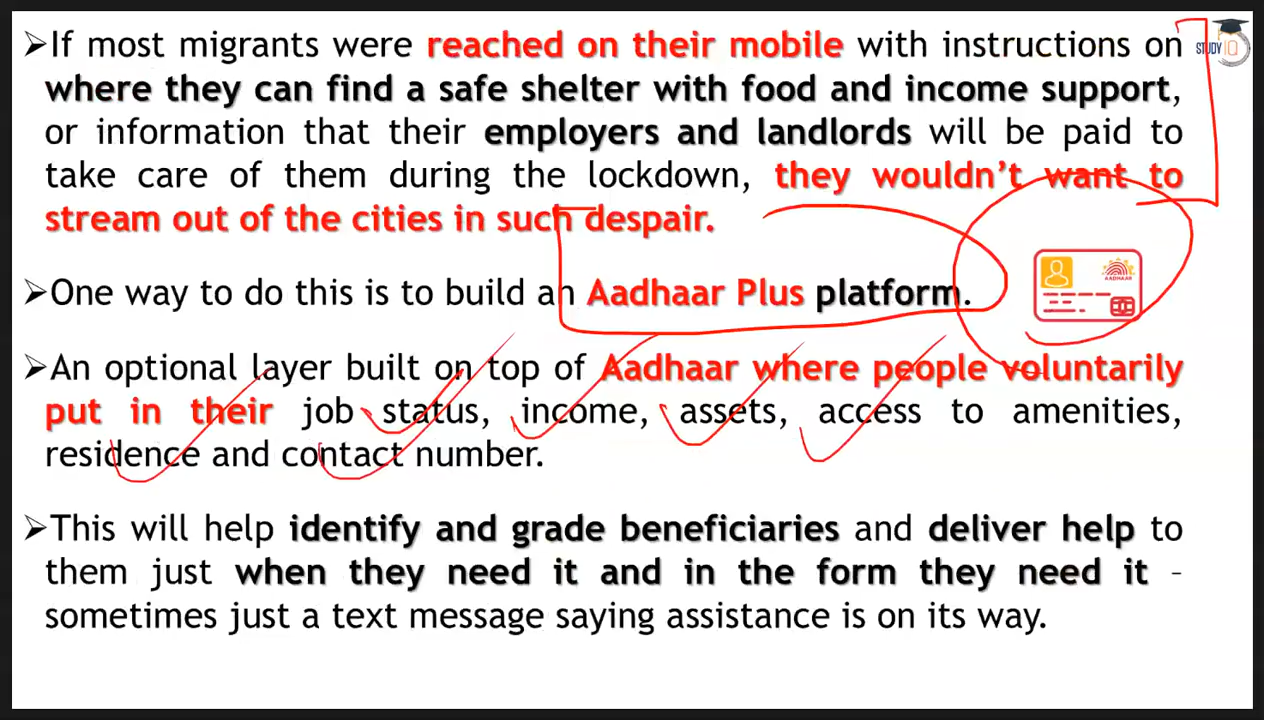 ➢If most migrants were reached on their mobile with instructions on
where they can find a safe shelter with food and income support,
or information that their employers and landlords will be paid to
take care of them during the lockdown, they wouldn’t want to
stream out of the cities in such despair.
➢One way to do this is to build an Aadhaar Plus platform.
➢An optional layer built on top of Aadhaar where people voluntarily
put in their job status, income, assets, access to amenities,
residence and contact number.
➢This will help identify and grade beneficiaries and deliver help to
them just when they need it and in the form they need it –
sometimes just a text message saying assistance is on its way.
STUDY IQ
AADHAAR